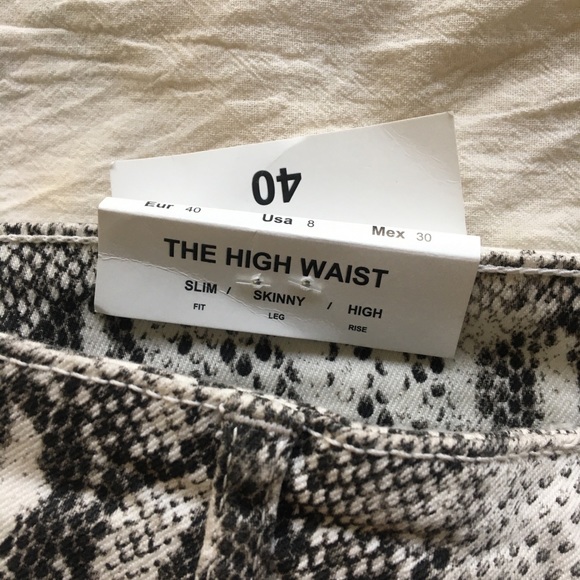 40
Eur 40 Usa 8 Mex 30
THE HIGH WAIST
SLIM / SKINNY / HIGH
FIT LEG RISE